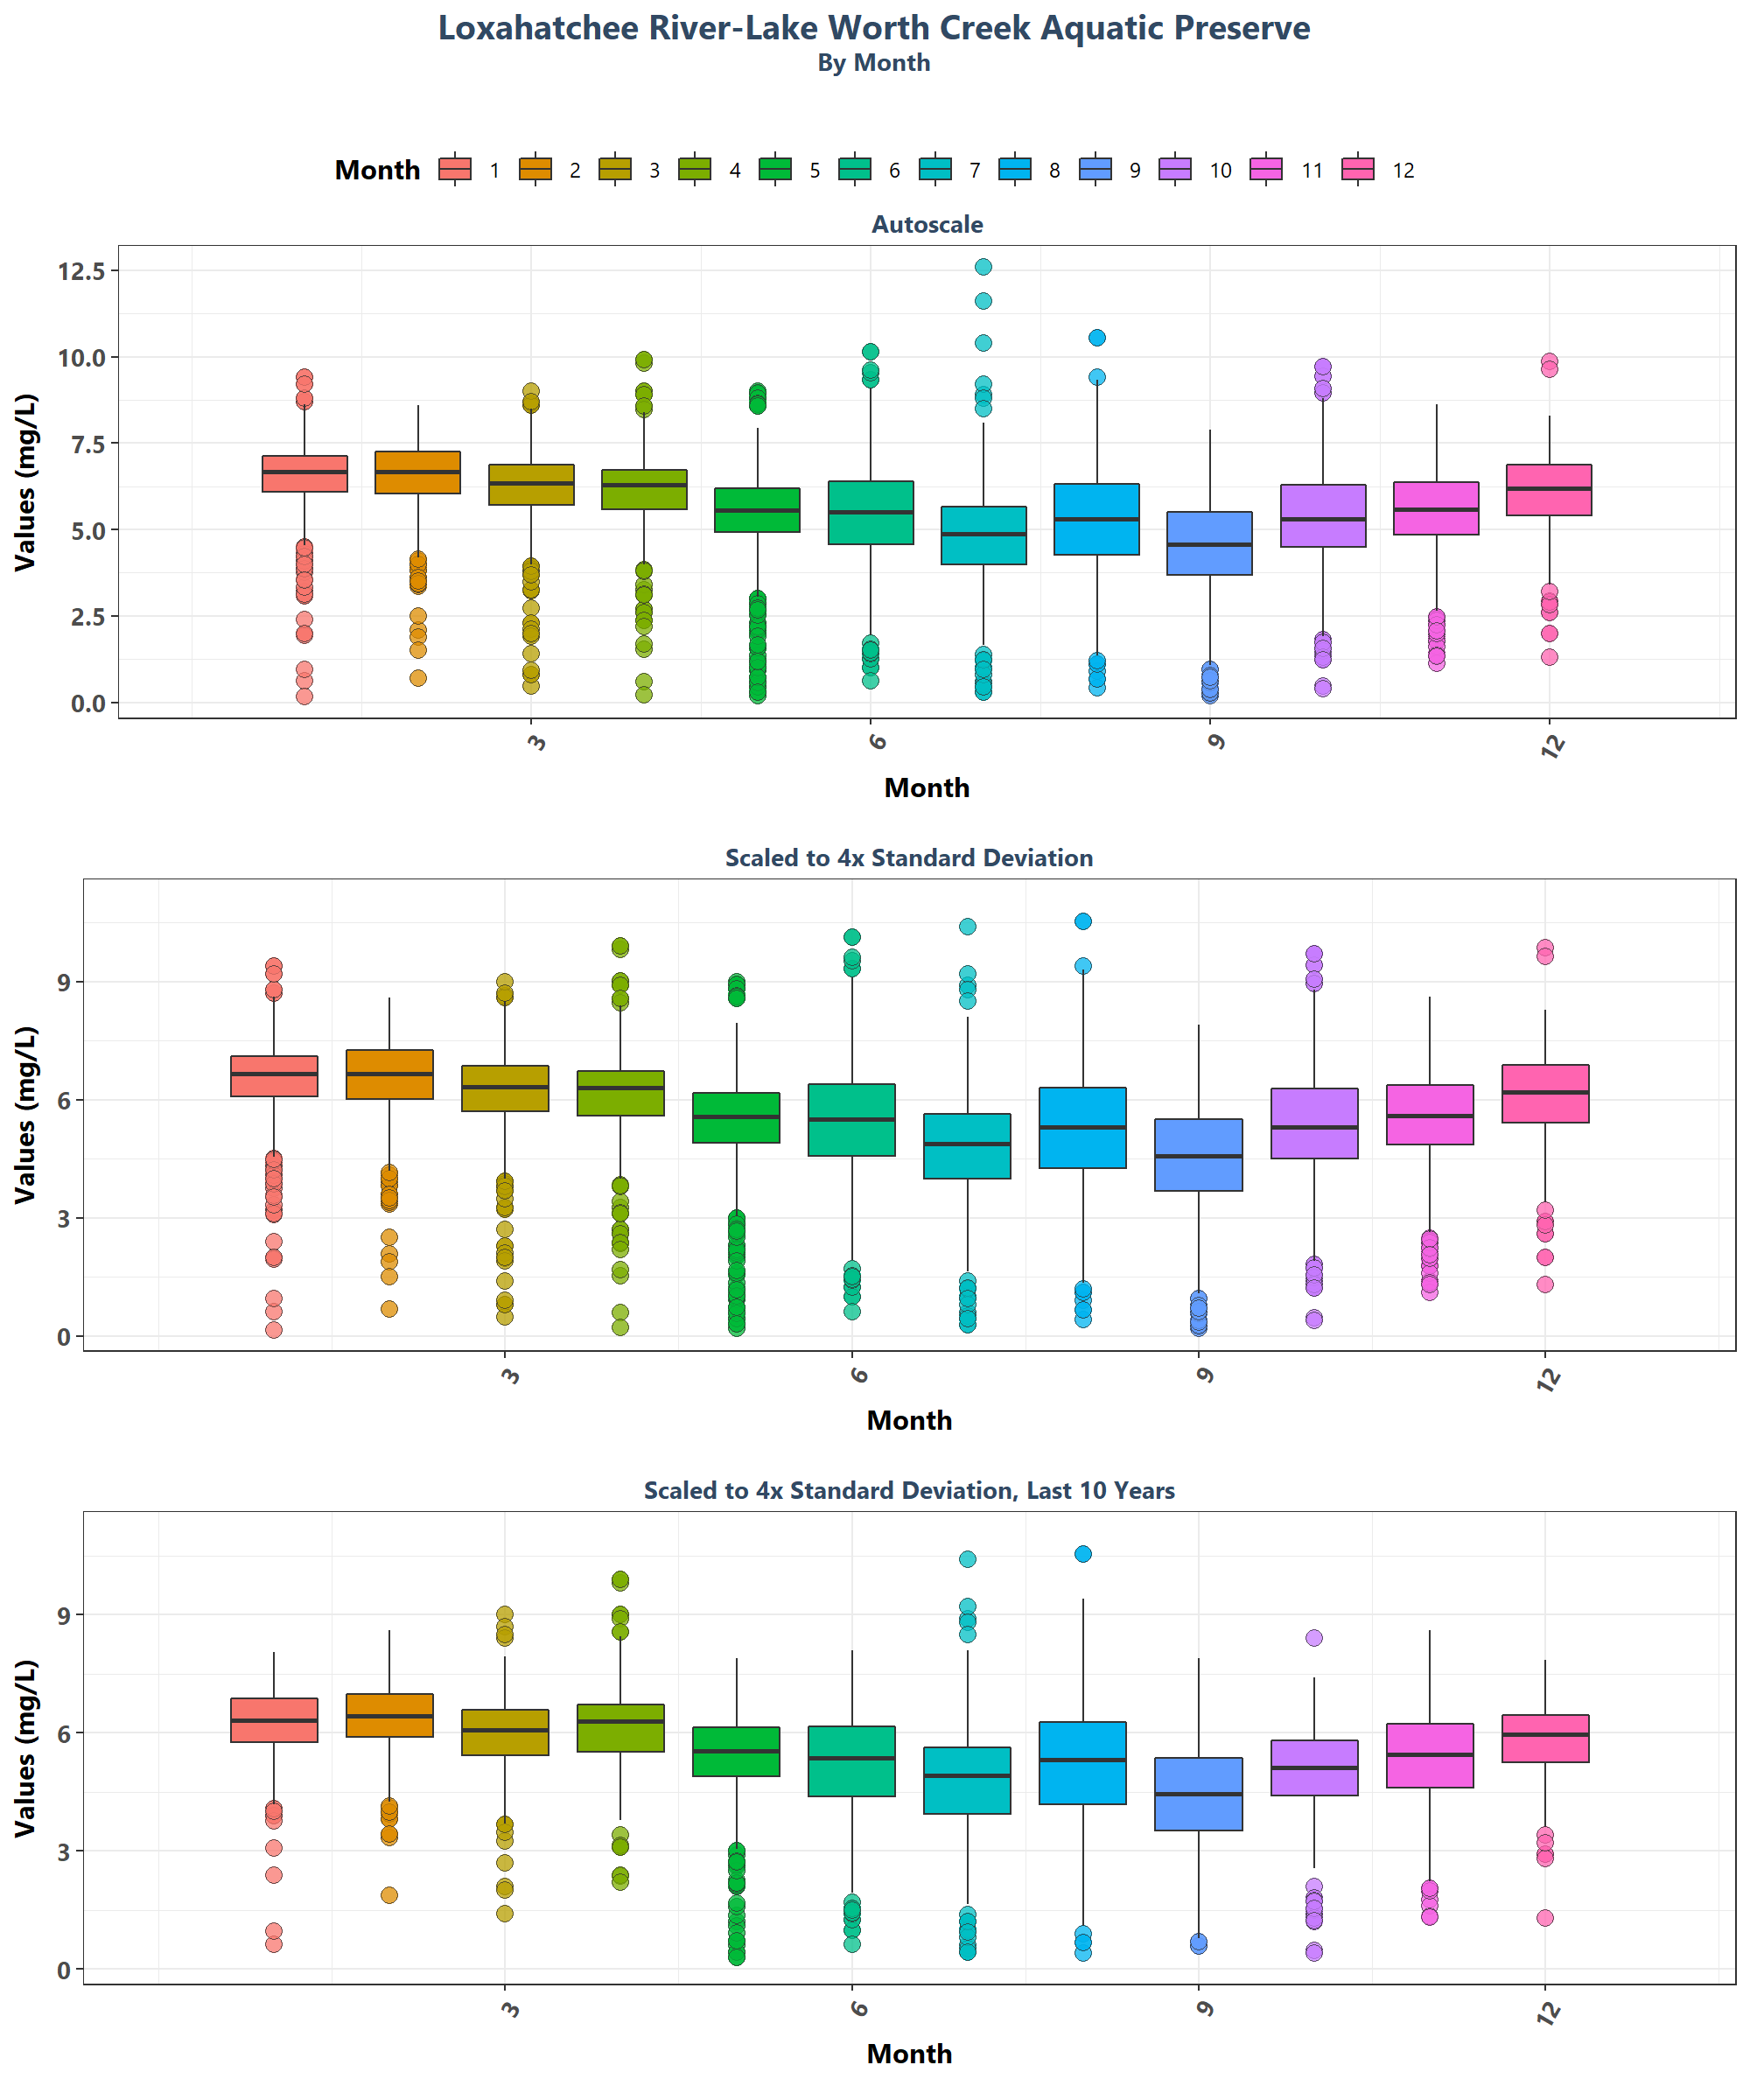 Loxahatchee River-Lake Worth Creek Aquatic Preserve
By Month
Month 1 2 3 4 5 6 7 8 9 10 11 12
Autoscale
Values (mg/L)
12.5
10.0
7.5
5.0
2.5
0.0
3 6 9 12
Month
Scaled to 4x Standard Deviation
Values (mg/L)
9
6
3
0
3 6 9 12
Month
Scaled to 4x Standard Deviation, Last 10 Years
Values (mg/L)
9
6
3
0
3 6 9 12
Month